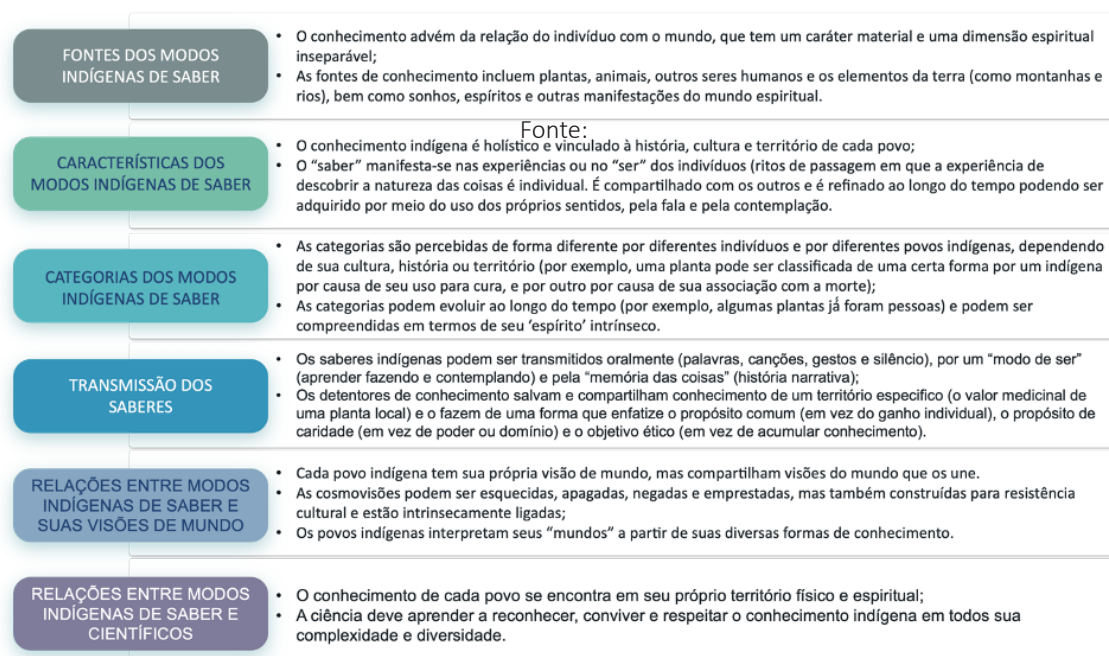 FONTES DOS MODOS
INDÍGENAS DE SABER
• O conhecimento advém da relação do indivíduo com o mundo, que tem um caráter material e uma dimensão espiritual
inseparável;
• As fontes de conhecimento incluem plantas, animais, outros seres humanos e os elementos da terra (como montanhas e
rios), bem como sonhos, espíritos e outras manifestações do mundo espiritual.
Fonte:
CARACTERÍSTICAS DOS
MODOS INDÍGENAS DE SABER
• O conhecimento indígena é holístico e vinculado à história, cultura e território de cada povo;
• O “saber” manifesta-se nas experiências ou no “ser” dos indivíduos (ritos de passagem em que a experiência de
descobrir a natureza das coisas é individual. É compartilhado com os outros e é refinado ao longo do tempo podendo ser
adquirido por meio do uso dos próprios sentidos, pela fala e pela contemplação.
CATEGORIAS DOS MODOS
INDÍGENAS DE SABER
• As categorias são percebidas de forma diferente por diferentes indivíduos e por diferentes povos indígenas, dependendo
de sua cultura, história ou território (por exemplo, uma planta pode ser classificada de uma certa forma por um indígena
por causa de seu uso para cura, e por outro por causa de sua associação com a morte);
• As categorias podem evoluir ao longo do tempo (por exemplo, algumas plantas já foram pessoas) e podem ser
compreendidas em termos de seu ‘espírito’ intrínseco.
TRANSMISSÃO DOS
SABERES
• Os saberes indígenas podem ser transmitidos oralmente (palavras, canções, gestos e silêncio), por um “modo de ser”
(aprender fazendo e contemplando) e pela “memória das coisas” (história narrativa);
• Os detentores de conhecimento salvam e compartilham conhecimento de um território especifico (o valor medicinal de
uma planta local) e o fazem de uma forma que enfatize o propósito comum (em vez do ganho individual), o propósito de
caridade (em vez de poder ou domínio) e o objetivo ético (em vez de acumular conhecimento).
RELAÇÕES ENTRE MODOS
INDÍGENAS DE SABER E
SUAS VISÕES DE MUNDO
• Cada povo indígena tem sua própria visão de mundo, mas compartilham visões do mundo que os une.
• As cosmovisões podem ser esquecidas, apagadas, negadas e emprestadas, mas também construídas para resistência
cultural e estão intrinsecamente ligadas;
• Os povos indígenas interpretam seus “mundos” a partir de suas diversas formas de conhecimento.
RELAÇÕES ENTRE MODOS
INDÍGENAS DE SABER E
CIENTÍFICOS
• O conhecimento de cada povo se encontra em seu próprio território físico e espiritual;
• A ciência deve aprender a reconhecer, conviver e respeitar o conhecimento indígena em todos sua
complexidade e diversidade.